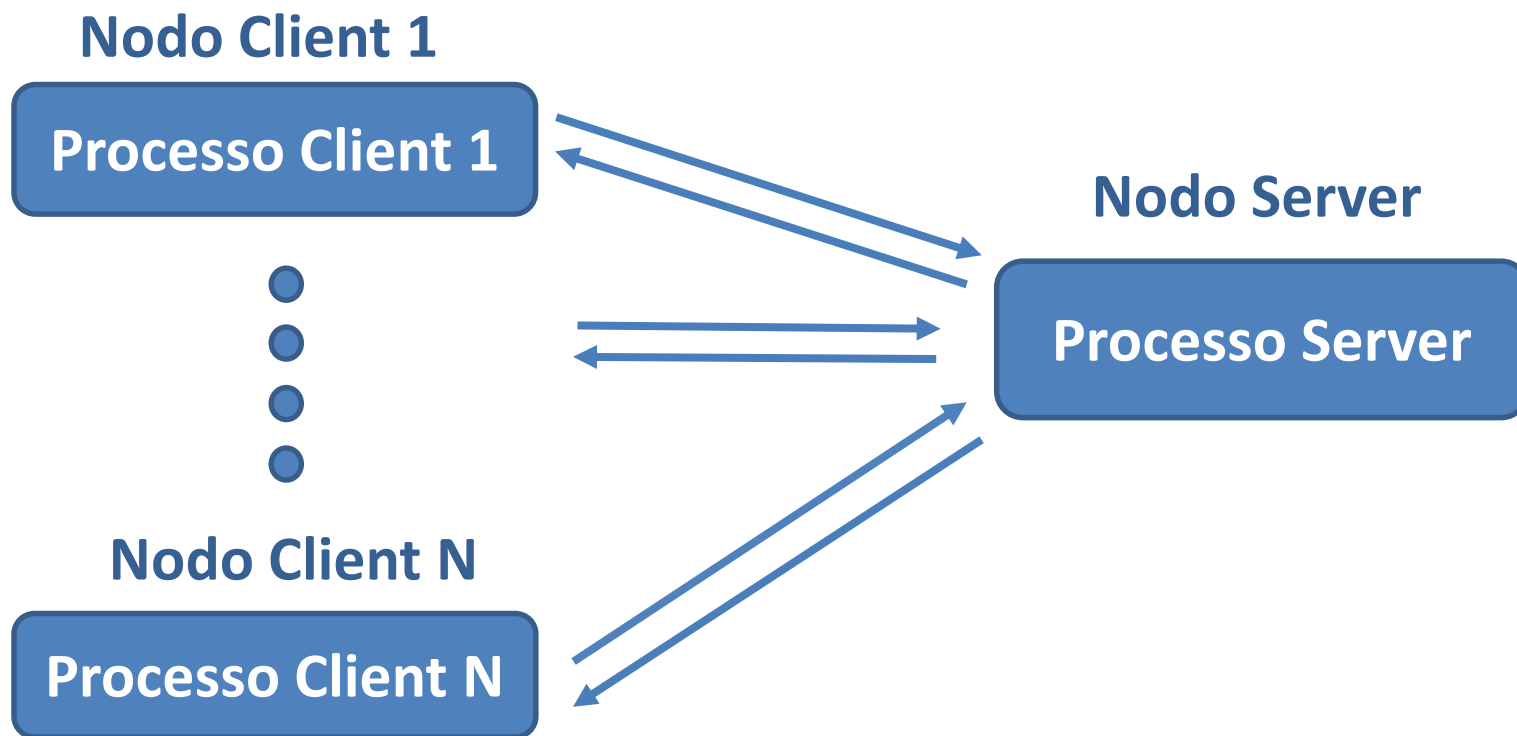 Nodo Client 1
Processo Client 1
Nodo Server
Processo Server
Nodo Client N
Processo Client N